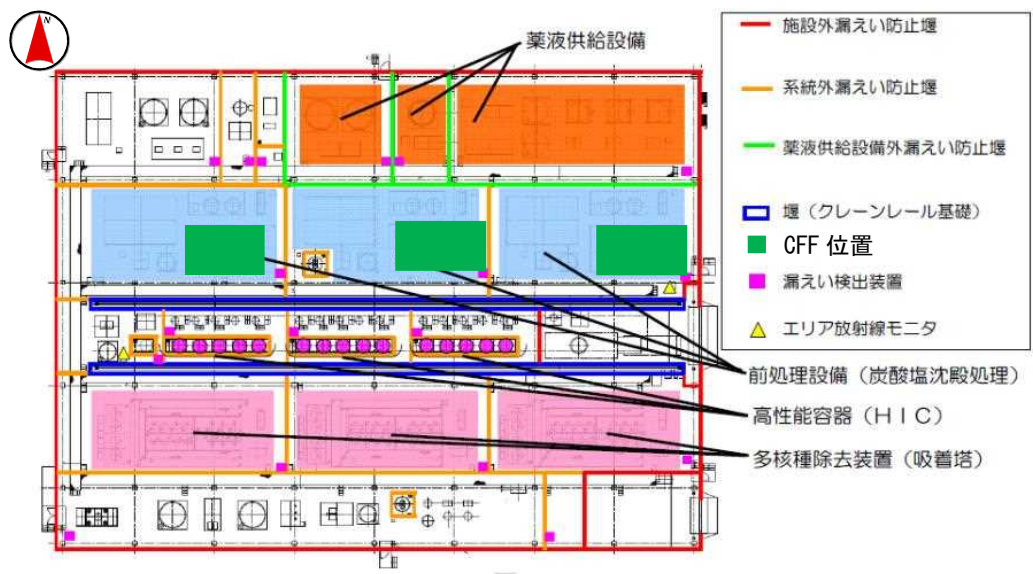 N
薬液供給設備
施設外漏えい防止堰
系統外漏えい防止堰
薬液供給設備外漏えい防止堰
堰（クレーンレール基礎）
CFF 位置
漏えい検出装置
エリア放射線モニタ
前処理設備（炭酸塩沈殿処理）
高性能容器（ＨＩＣ）
多核種除去装置（吸着塔）